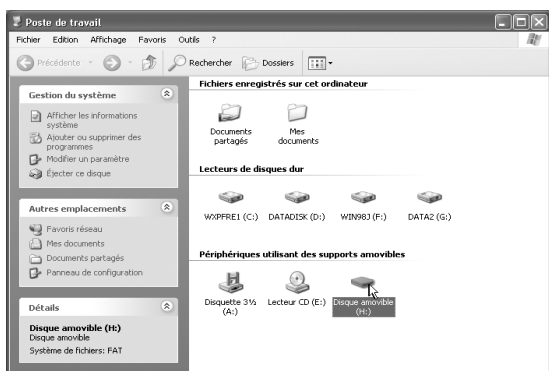 Poste de travail
Fichier Edition Affichage Favoris Outils ?
Précédente Rechercher Dossiers
Gestion du système
Afficher les informations
système
Ajouter ou supprimer des
programmes
Modifier un paramètre
Éjecter ce disque
Autres emplacements
Favoris réseau
Mes documents
Documents partagés
Panneau de configuration
Détails
Disque amovible (H:)
Disque amovible
Système de fichiers: FAT
Fichiers enregistrés sur cet ordinateur
Documents
partagés
Mes
documents
Lecteurs de disques dur
WXPFRE1 (C:) DATADISK (D:) WIN98J (F:) DATA2 (G:)
Périphériques utilisant des supports amovibles
Disquette 3½
(A:)
Lecteur CD (E:)
Disque amovible
(H:)